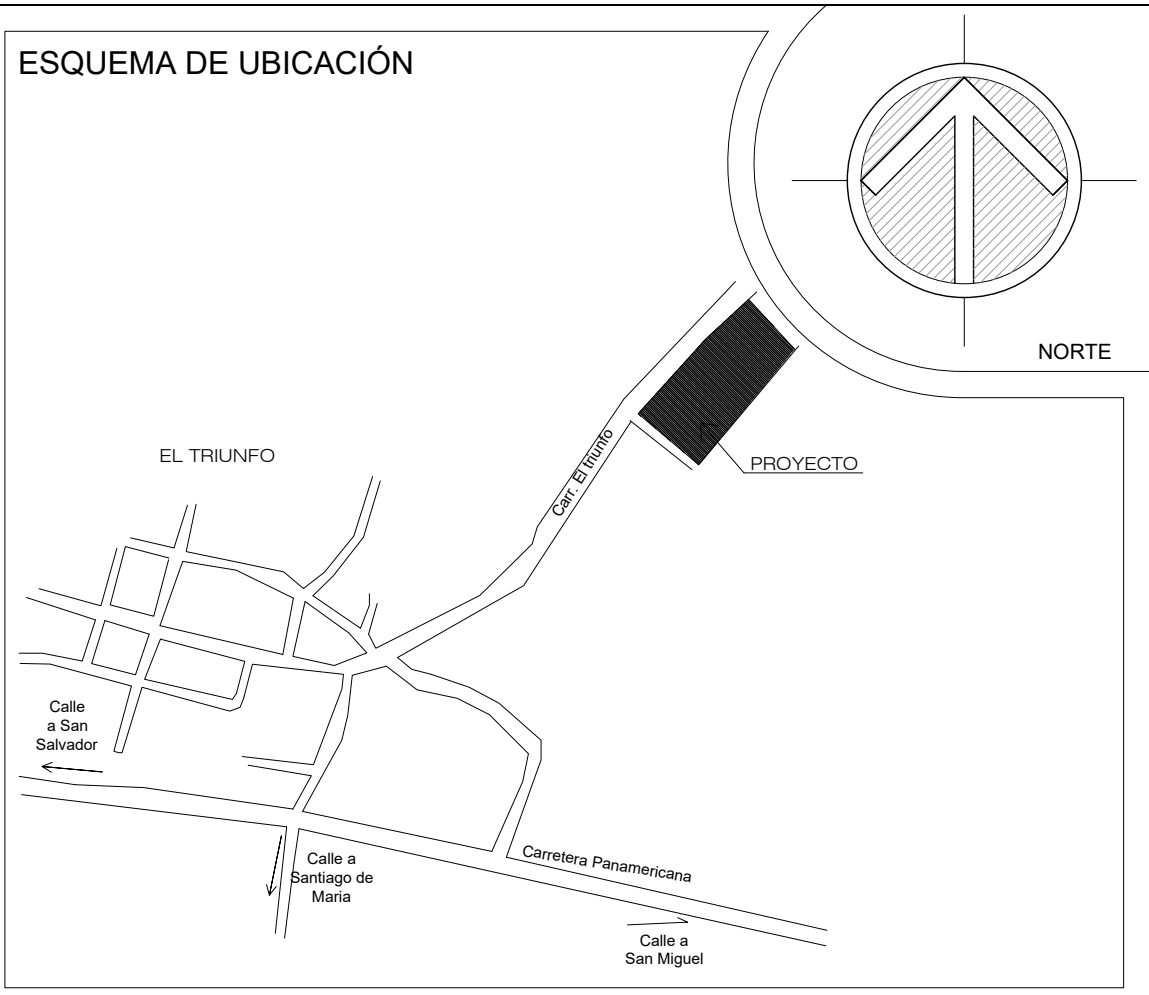 ESQUEMA DE UBICACIÓN
NORTE
EL TRIUNFO
Carr. El triunfo
PROYECTO
Calle
a San
Salvador
Calle a
Santiago de
Maria
Carretera Panamericana
Calle a
San Miguel